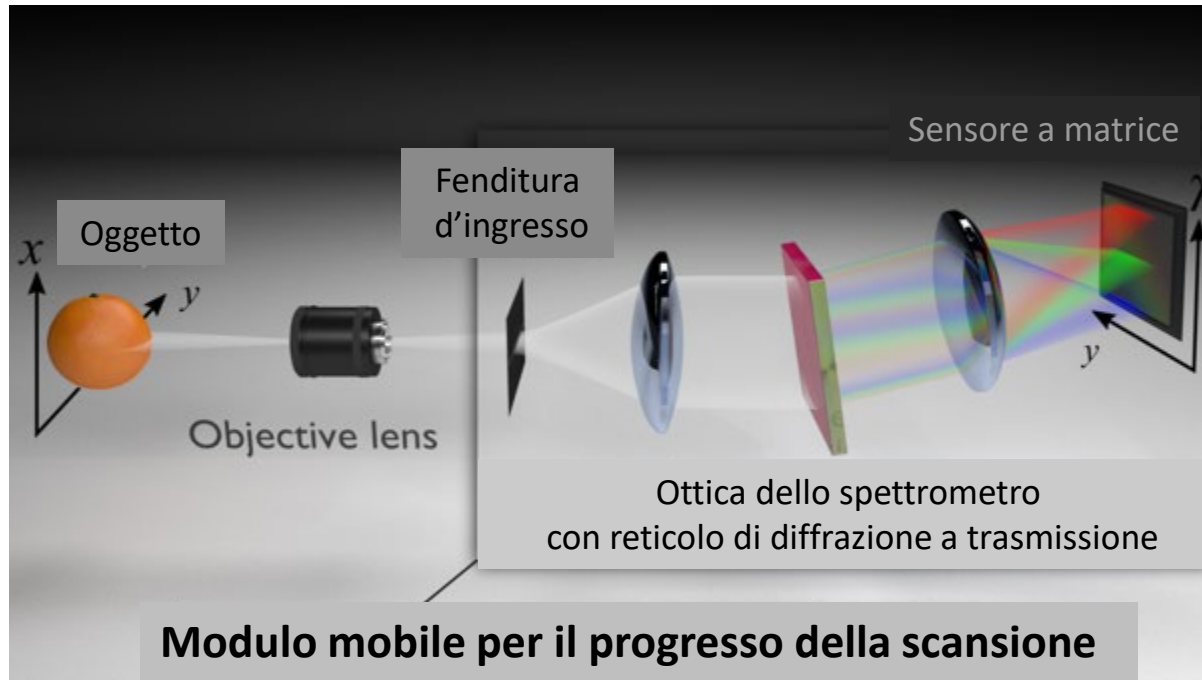 Sensore a matrice
Fenditura
d'ingresso
Oggetto
x
y
λ
y
Objective lens
Ottica dello spettrometro
con reticolo di diffrazione a trasmissione
Modulo mobile per il progresso della scansione